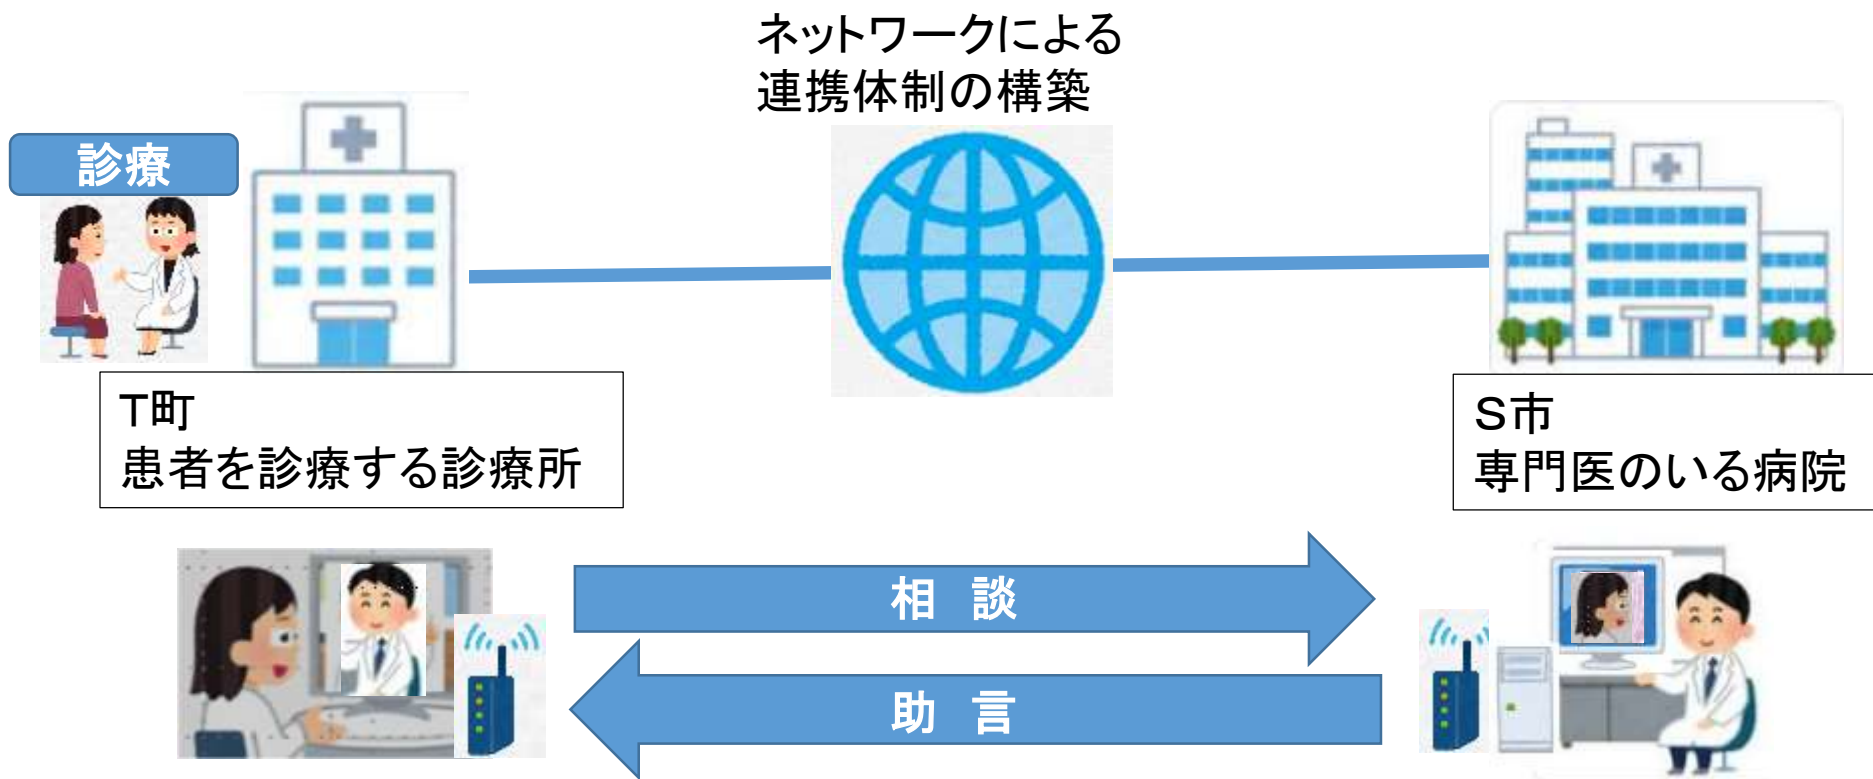 ネットワークによる
連携体制の構築
診療
T町
患者を診療する診療所
S市
専門医のいる病院
相 談
助 言